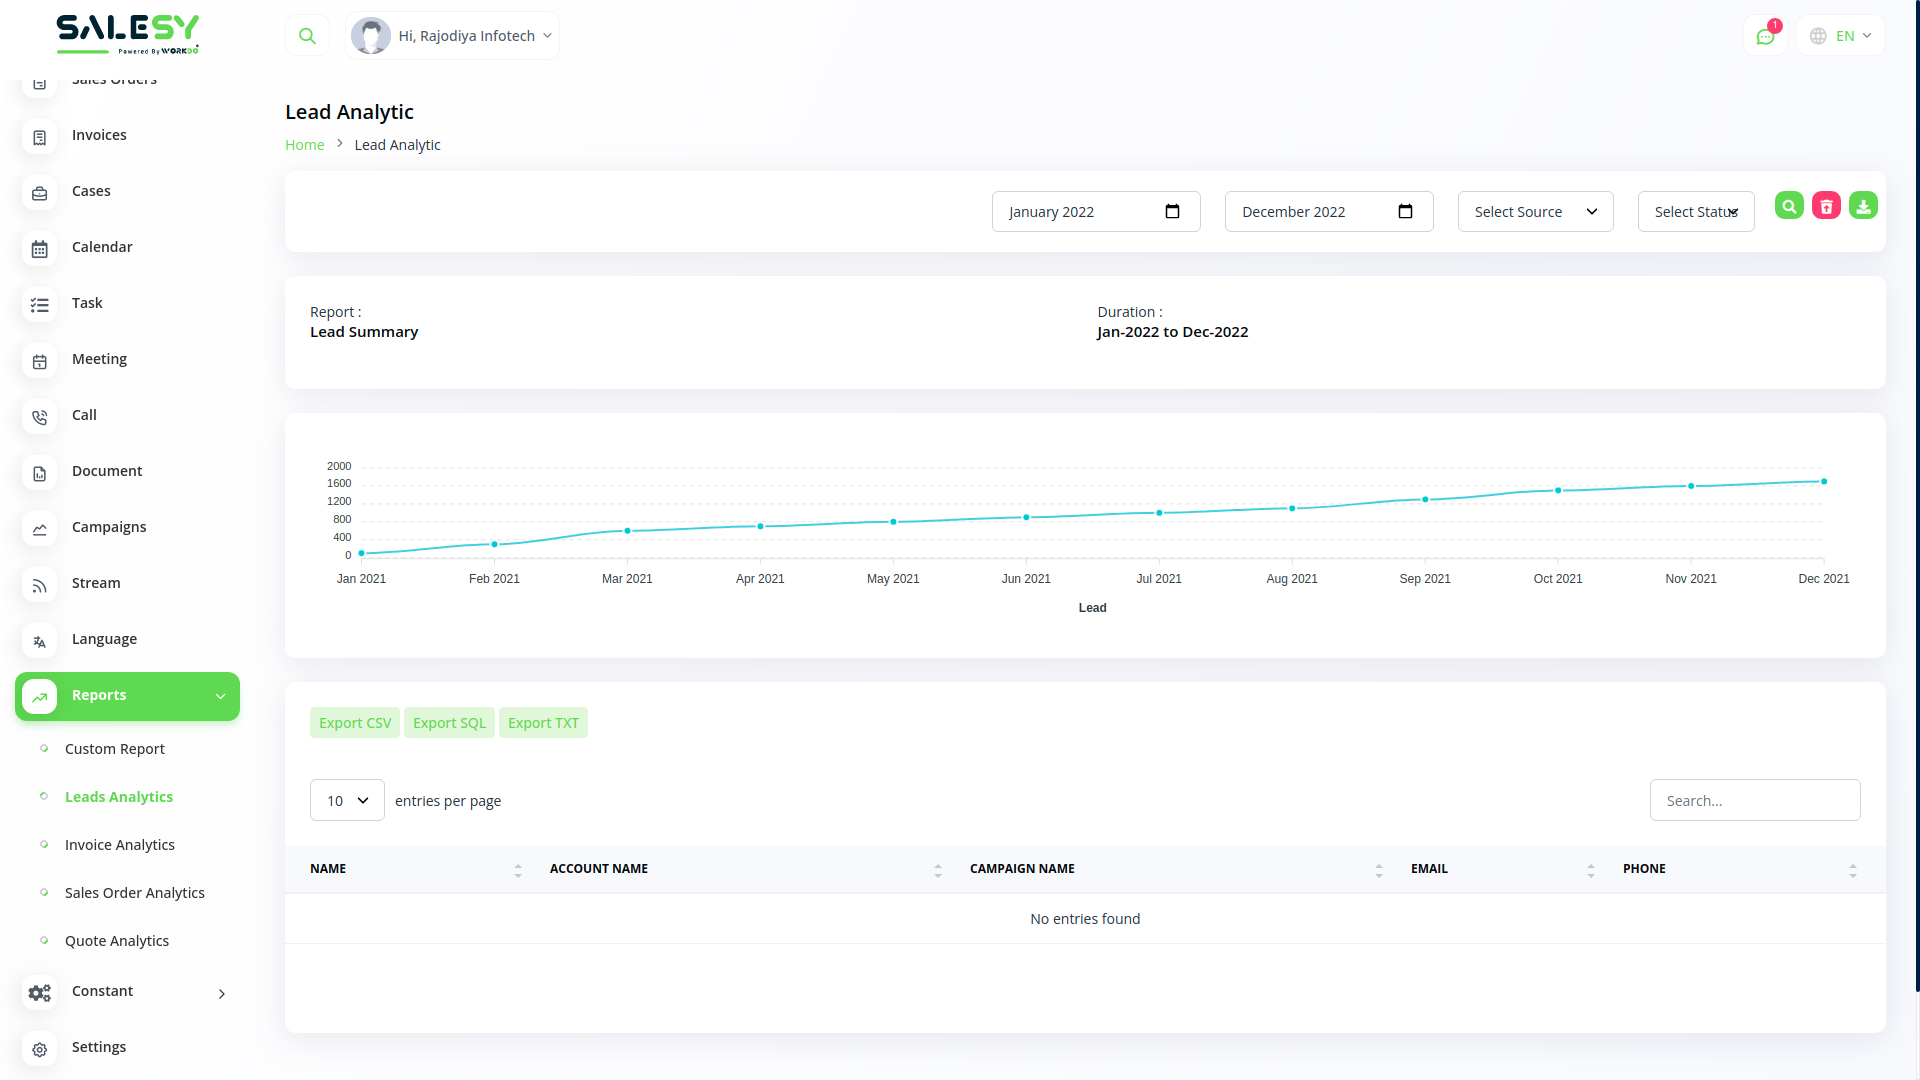 SALESY
Powered By WORKDO
Hi, Rajodiya Infotech
1
EN
Sales Orders
Invoices
Cases
Calendar
Task
Meeting
Call
Document
Campaigns
Stream
Language
Reports
Custom Report
Leads Analytics
Invoice Analytics
Sales Order Analytics
Quote Analytics
Constant
Settings
Lead Analytic
Home > Lead Analytic
January 2022
December 2022
Select Source
Select Status
Report :
Lead Summary
Duration :
Jan-2022 to Dec-2022
2000
1600
1200
800
400
0
Jan 2021 Feb 2021 Mar 2021 Apr 2021 May 2021 Jun 2021 Jul 2021 Aug 2021 Sep 2021 Oct 2021 Nov 2021 Dec 2021
Lead
Export CSV Export SQL Export TXT
10 entries per page
Search...
NAME ACCOUNT NAME CAMPAIGN NAME EMAIL PHONE
No entries found